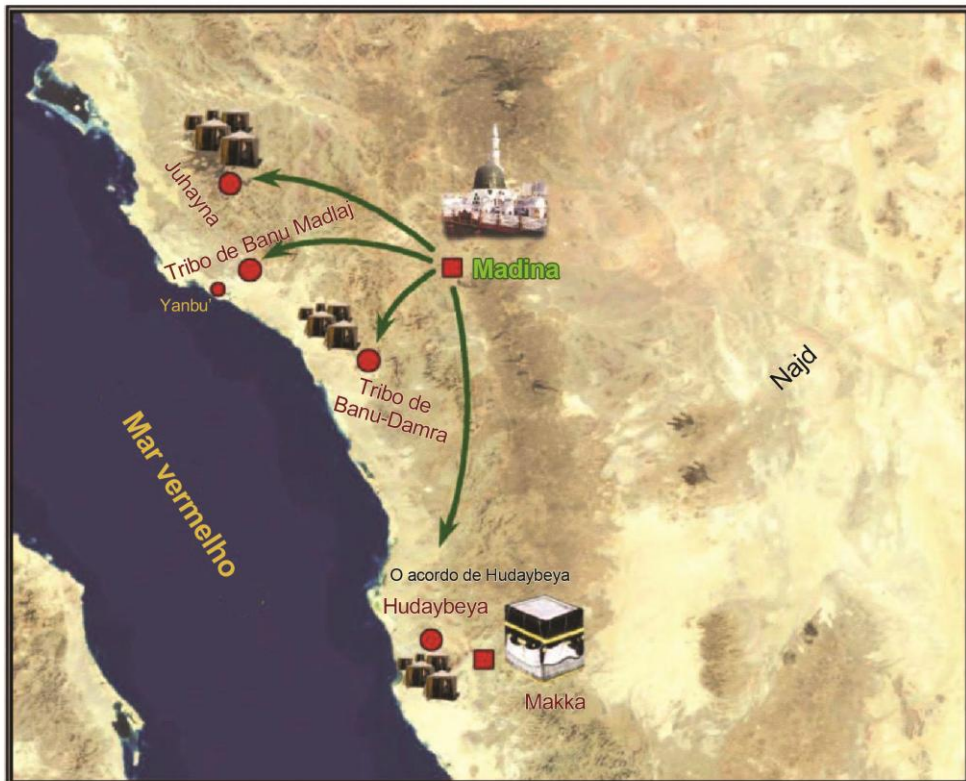 Juhayna
Tribo de Banu Madlaj
Madina
Yanbu'
Tribo de
Banu-Damra
Najd
Mar vermelho
O acordo de Hudaybeya
Hudaybeya
Makka